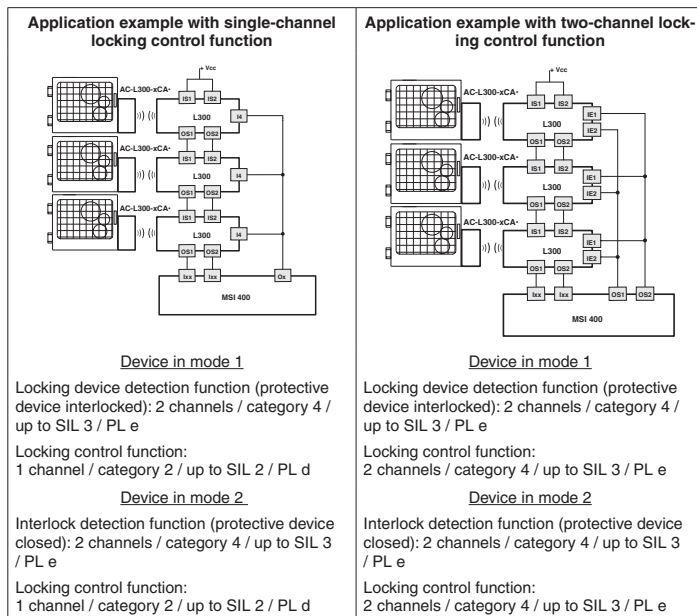 Application example with single-channel
locking control function
+ Vcc
AC-L300-xCA-
IS1 IS2
L300
I4
OS1 OS2
AC-L300-xCA-
IS1 IS2
L300
I4
OS1 OS2
AC-L300-xCA-
IS1 IS2
L300
I4
OS1 OS2
Ixx Ixx Ox
MSI 400
Device in mode 1
Locking device detection function (protective
device interlocked): 2 channels / category 4 /
up to SIL 3 / PL e
Locking control function:
1 channel / category 2 / up to SIL 2 / PL d
Device in mode 2
Interlock detection function (protective device
closed): 2 channels / category 4 / up to SIL 3
/ PL e
Locking control function:
1 channel / category 2 / up to SIL 2 / PL d
Application example with two-channel lock-
ing control function
+ Vcc
AC-L300-xCA-
IS1 IS2
IE1
L300
IE2
OS1 OS2
AC-L300-xCA-
IS1 IS2
IE1
L300
IE2
OS1 OS2
AC-L300-xCA-
IS1 IS2
IE1
L300
IE2
OS1 OS2
Ixx Ixx OS1 OS2
MSI 400
Device in mode 1
Locking device detection function (protective
device interlocked): 2 channels / category 4 /
up to SIL 3 / PL e
Locking control function:
2 channels / category 4 / up to SIL 3 / PL e
Device in mode 2
Interlock detection function (protective device
closed): 2 channels / category 4 / up to SIL 3
/ PL e
Locking control function:
2 channels / category 4 / up to SIL 3 / PL e